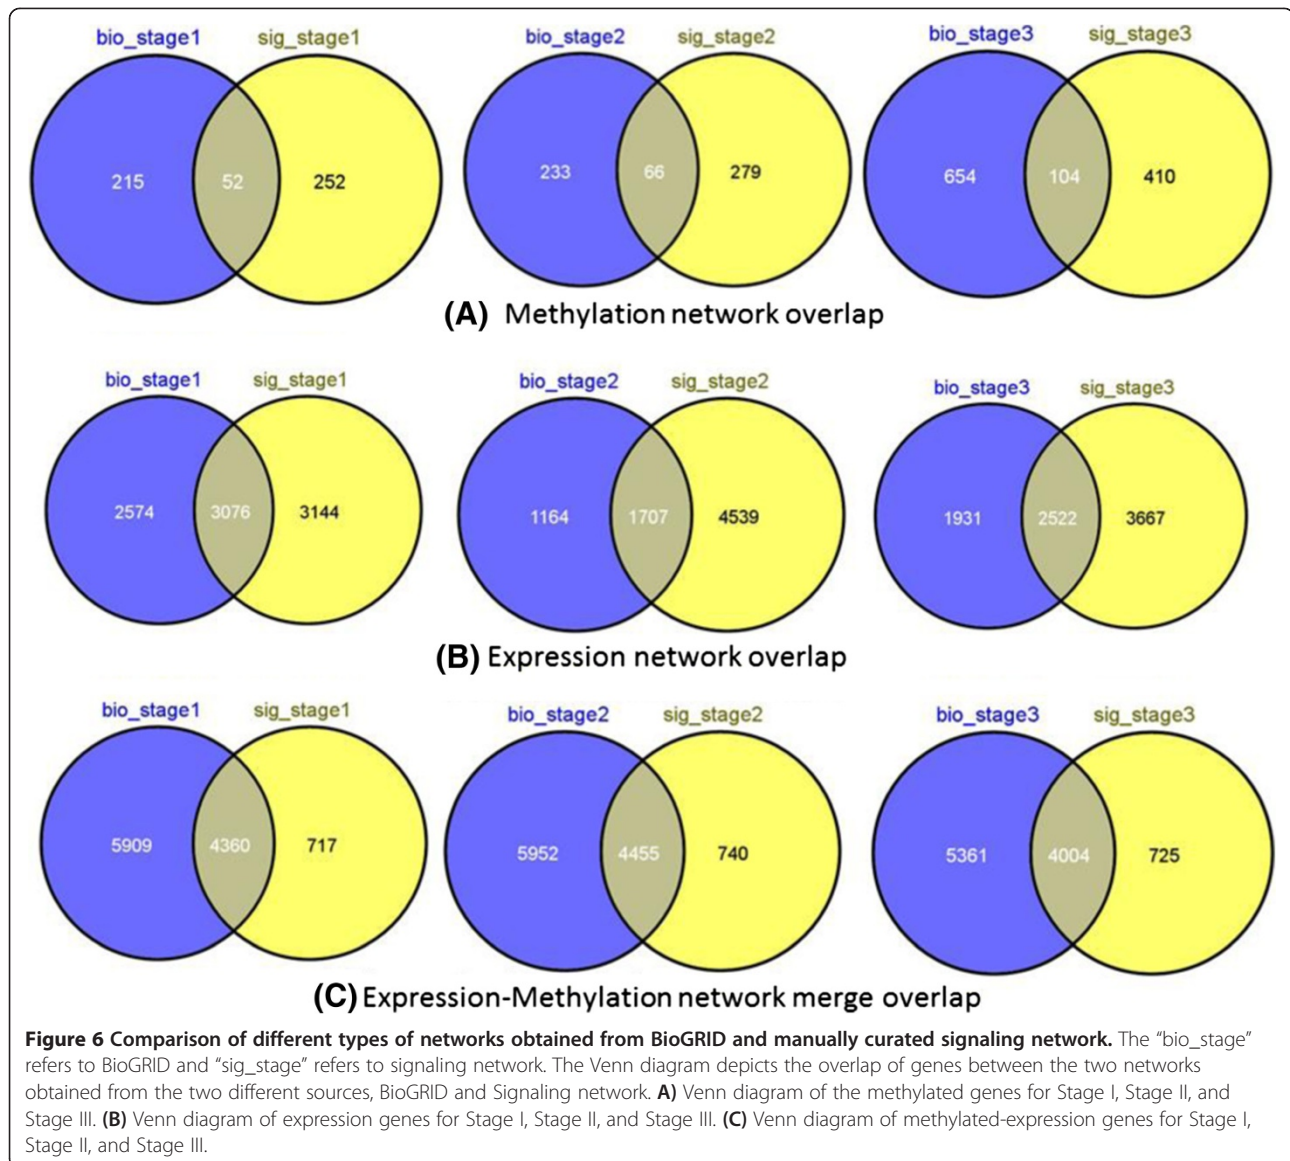 bio_stage1 sig_stage1 bio_stage2 sig_stage2 bio_stage3 sig_stage3
215 52 252 233 66 279 654 104 410
(A) Methylation network overlap
bio_stage1 sig_stage1 bio_stage2 sig_stage2 bio_stage3 sig_stage3
2574 3076 3144 1164 1707 4539 1931 2522 3667
(B) Expression network overlap
bio_stage1 sig_stage1 bio_stage2 sig_stage2 bio_stage3 sig_stage3
5909 4360 717 5952 4455 740 5361 4004 725
(C) Expression-Methylation network merge overlap
Figure 6 Comparison of different types of networks obtained from BioGRID and manually curated signaling network. The “bio_stage”
refers to BioGRID and “sig_stage” refers to signaling network. The Venn diagram depicts the overlap of genes between the two networks
obtained from the two different sources, BioGRID and Signaling network. A) Venn diagram of the methylated genes for Stage I, Stage II, and
Stage III. (B) Venn diagram of expression genes for Stage I, Stage II, and Stage III. (C) Venn diagram of methylated-expression genes for Stage I,
Stage II, and Stage III.